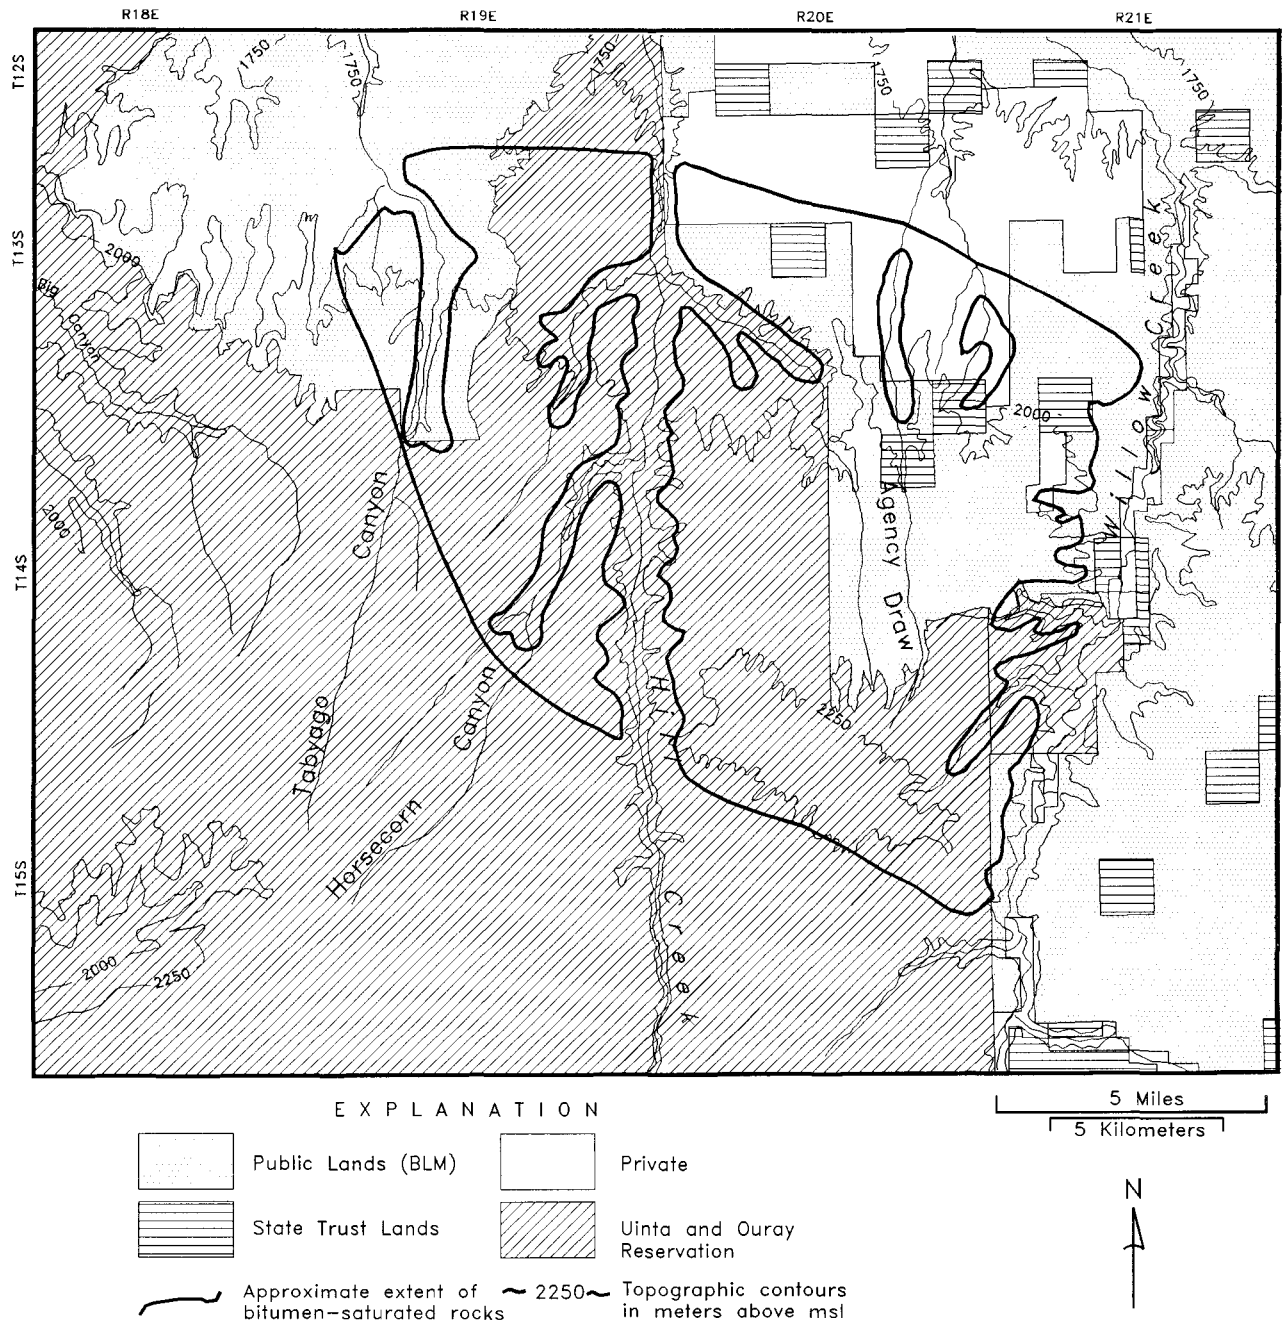 R18E R19E R20E R21E
T12S
1750
1750
1750
1750
1750
T13S
2000
Big
Canyon
Willow Creek
2000
2000
T14S
Canyon
Tabyago
Agency Draw
Hill Creek
2250
Canyon
Horsecorn
T15S
2000
2250
EXPLANATION
5 Miles
5 Kilometers
Public Lands (BLM)
Private
State Trust Lands
Uinta and Ouray
Reservation
N
Approximate extent of
bitumen-saturated rocks
2250
Topographic contours
in meters above msl